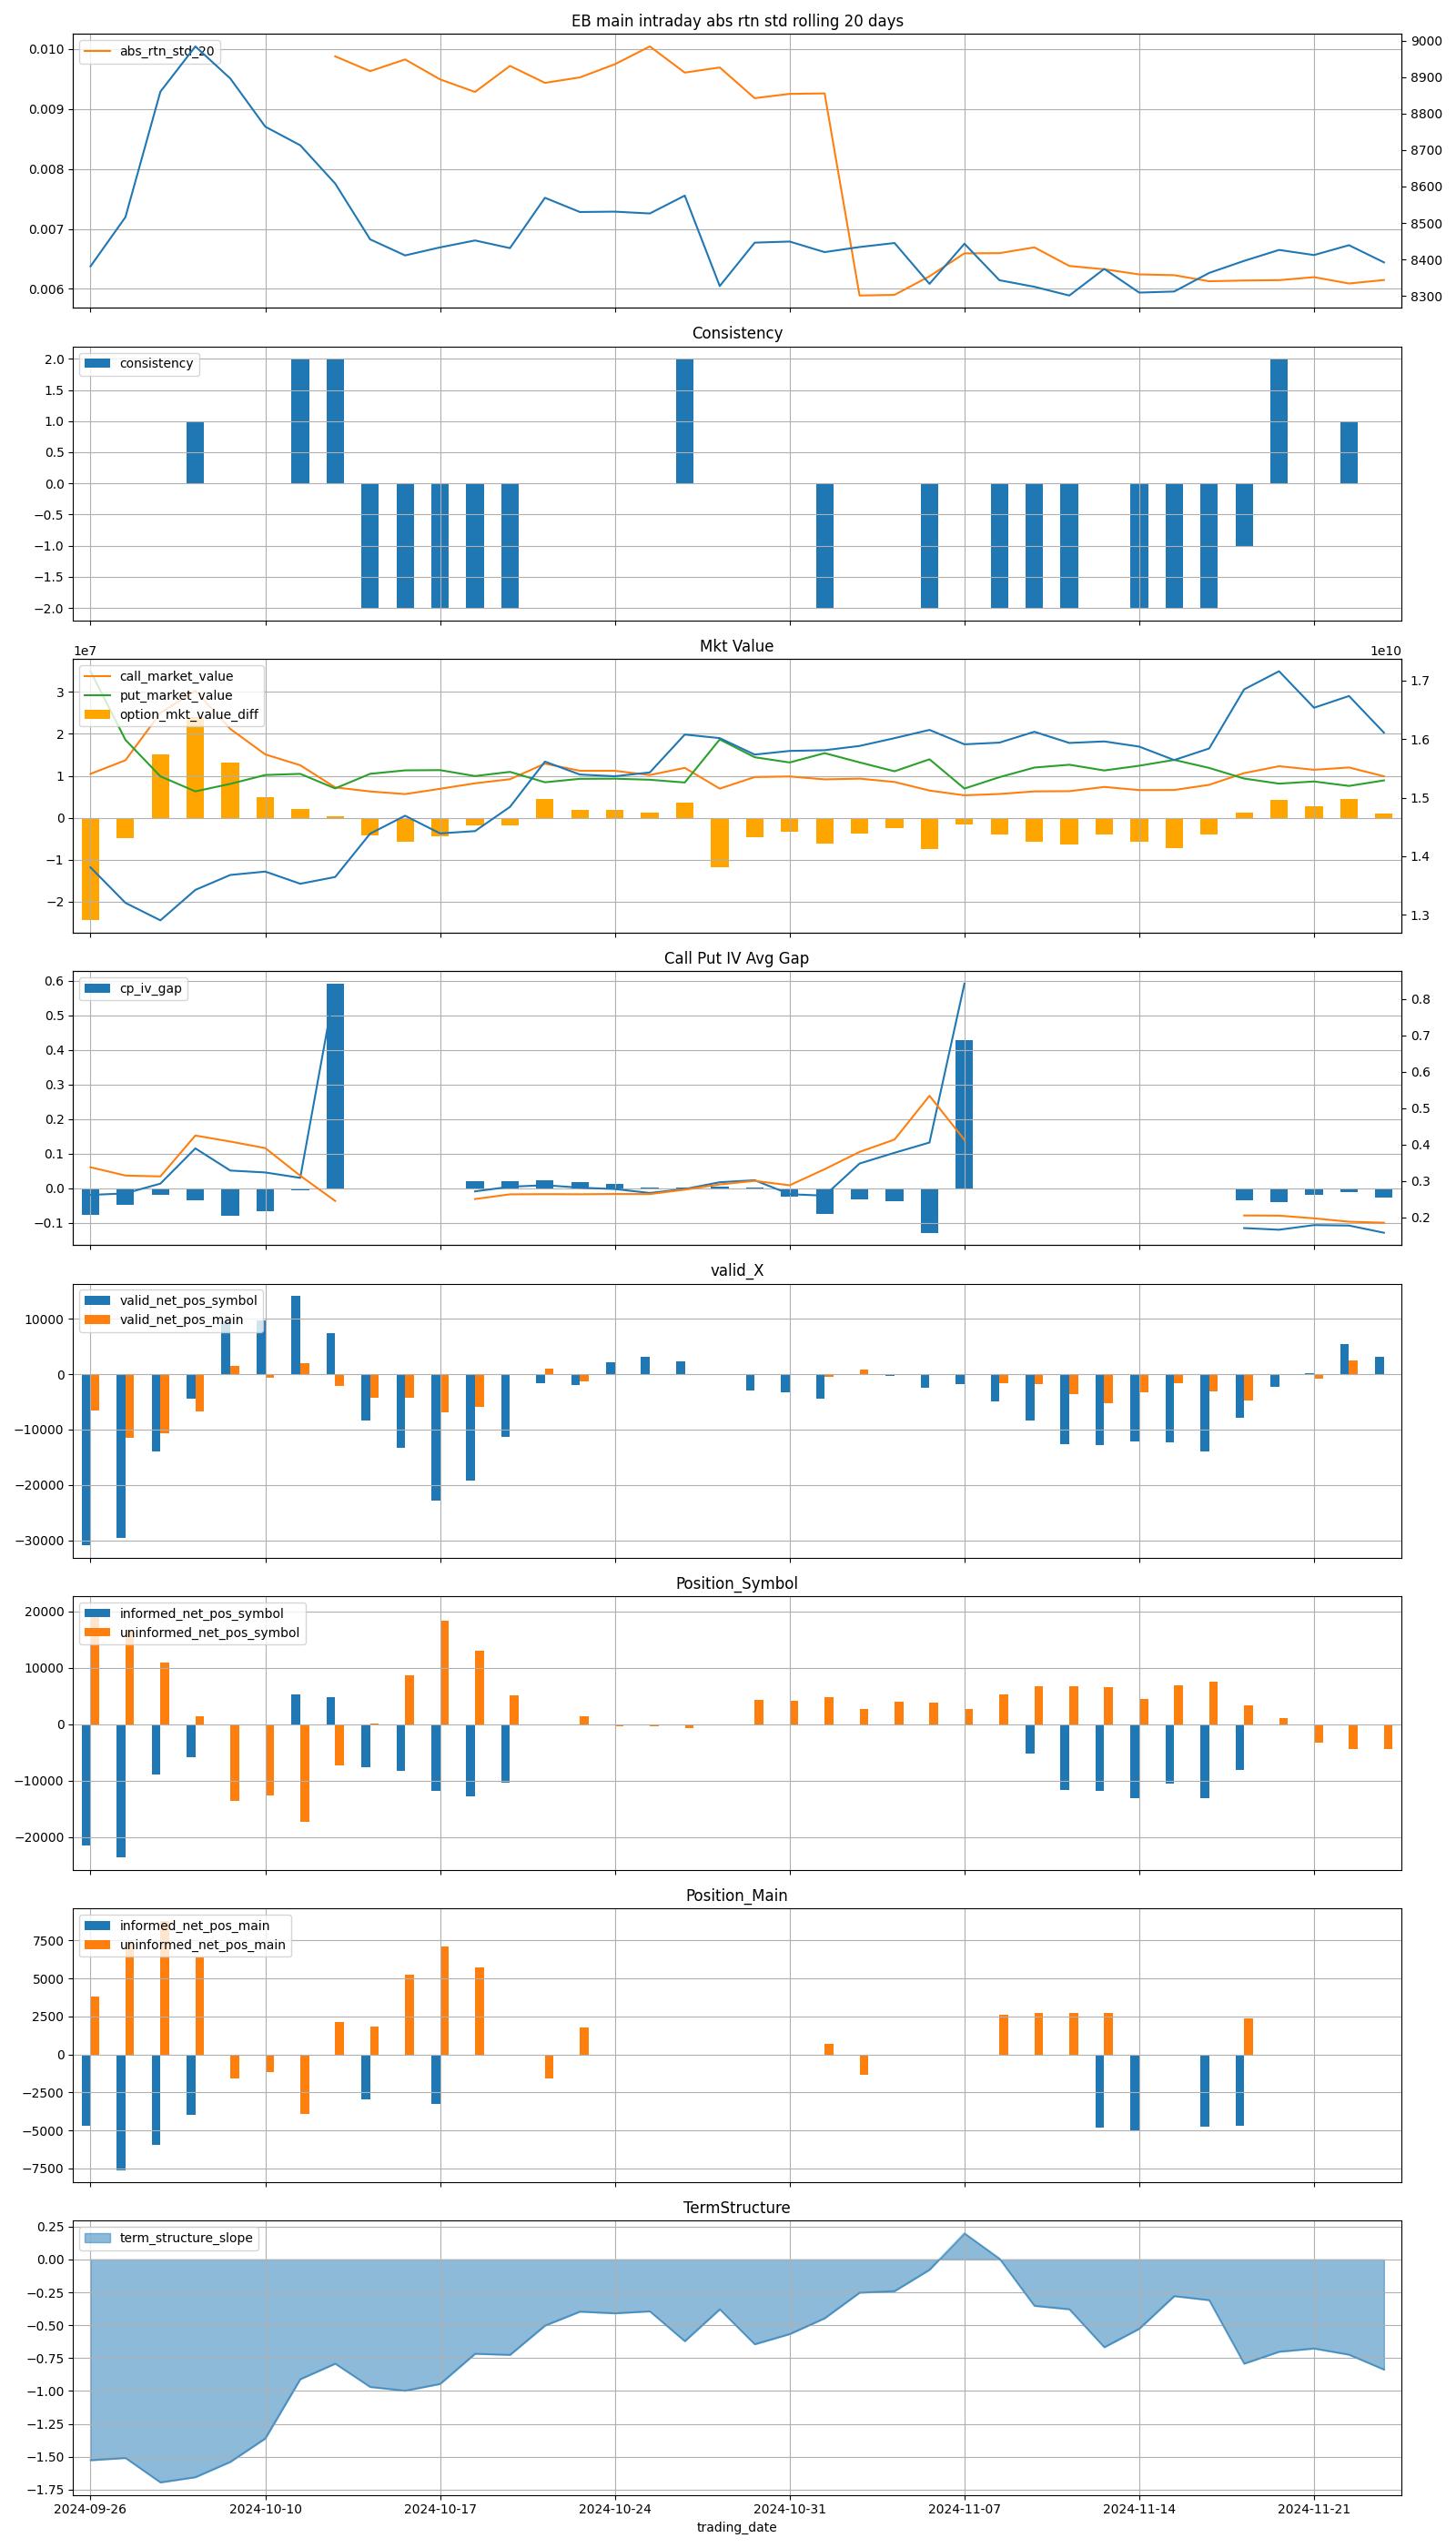 EB main intraday abs rtn std rolling 20 days
abs_rtn_std_20
0.010
0.009
0.008
0.007
0.006
9000
8900
8800
8700
8600
8500
8400
8300
Consistency
consistency
2.0
1.5
1.0
0.5
0.0
−0.5
−1.0
−1.5
−2.0
Mkt Value
1e7
1e10
call_market_value
put_market_value
option_mkt_value_diff
3
2
1
0
−1
−2
1.7
1.6
1.5
1.4
1.3
Call Put IV Avg Gap
cp_iv_gap
0.6
0.5
0.4
0.3
0.2
0.1
0.0
−0.1
0.8
0.7
0.6
0.5
0.4
0.3
0.2
valid_X
valid_net_pos_symbol
valid_net_pos_main
10000
0
−10000
−20000
−30000
Position_Symbol
informed_net_pos_symbol
uninformed_net_pos_symbol
20000
10000
0
−10000
−20000
Position_Main
informed_net_pos_main
uninformed_net_pos_main
7500
5000
2500
0
−2500
−5000
−7500
TermStructure
term_structure_slope
0.25
0.00
−0.25
−0.50
−0.75
−1.00
−1.25
−1.50
−1.75
2024-09-26 2024-10-10 2024-10-17 2024-10-24 2024-10-31 2024-11-07 2024-11-14 2024-11-21
trading_date